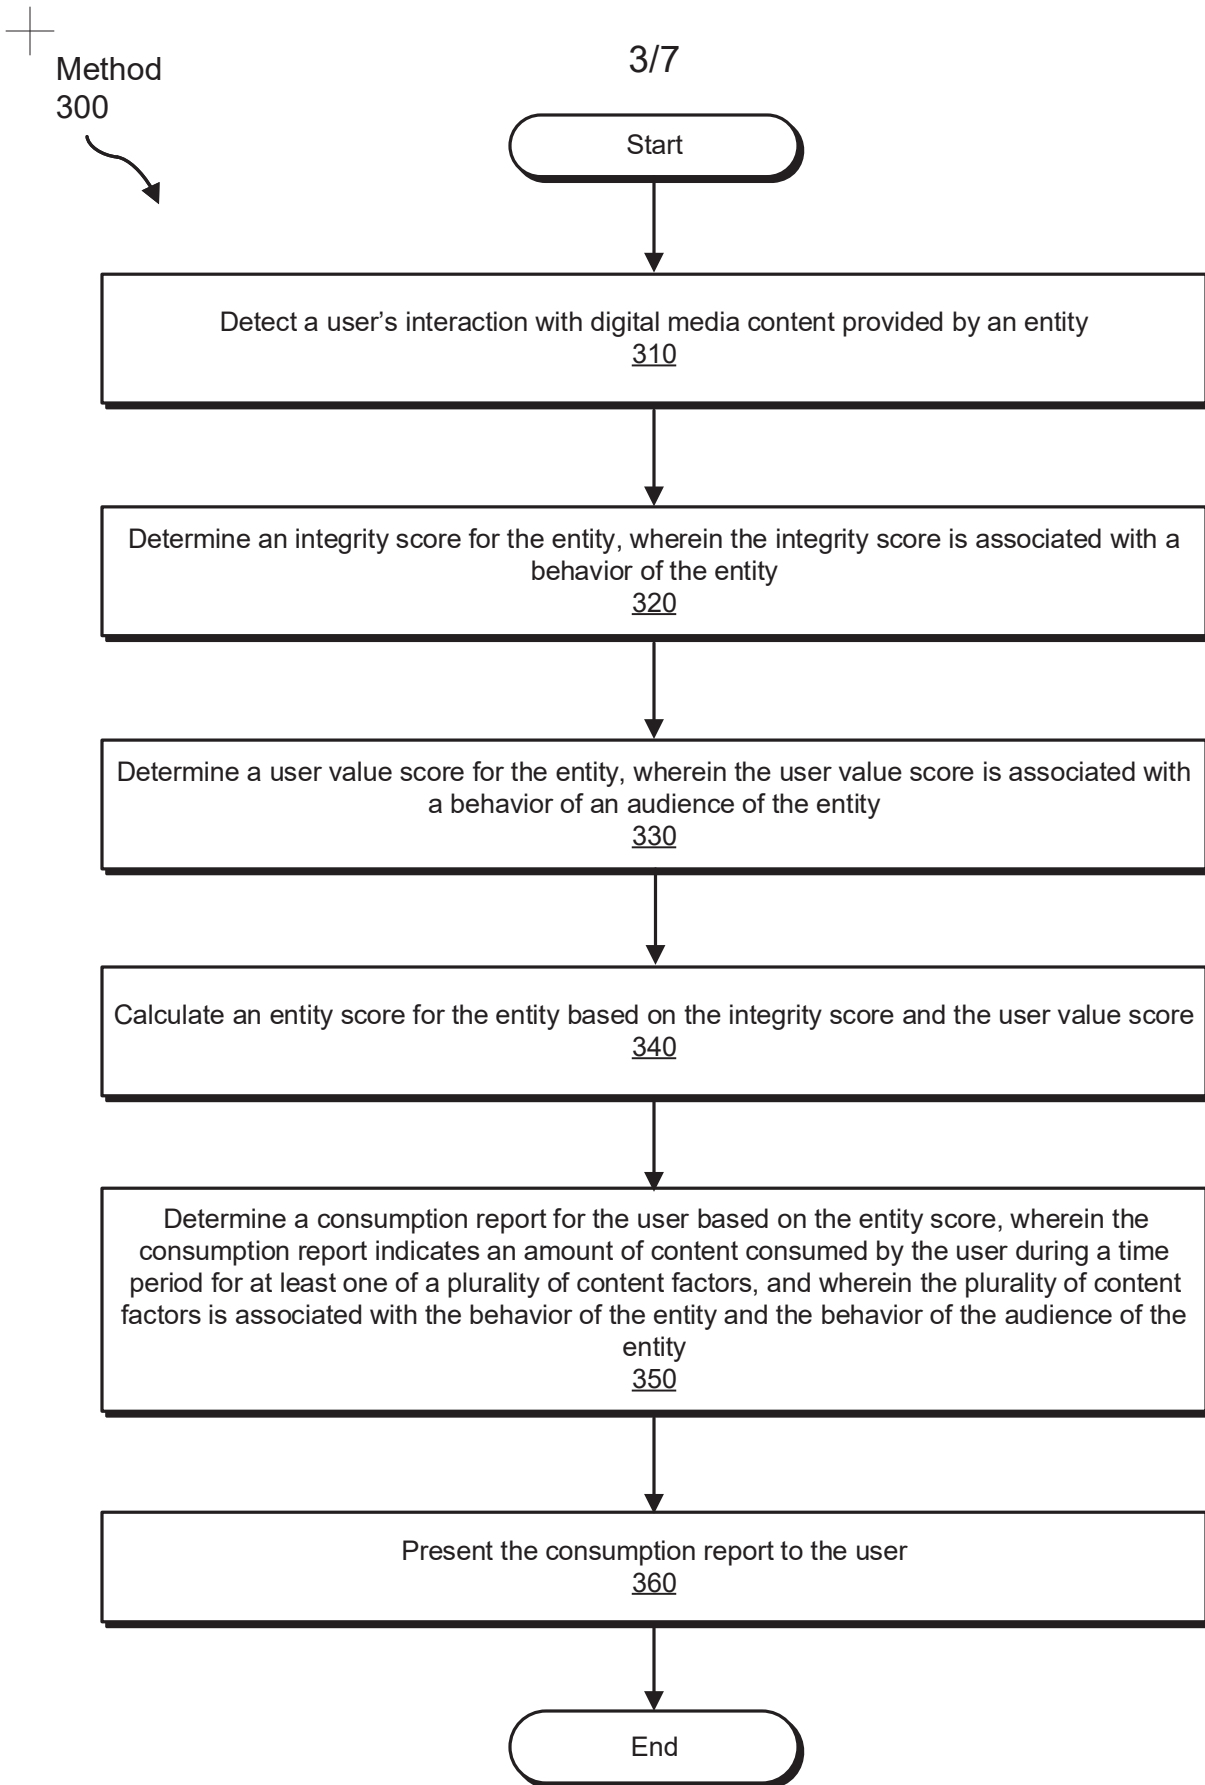 3/7
Method
300
Start
Detect a user’s interaction with digital media content provided by an entity
310
Determine an integrity score for the entity, wherein the integrity score is associated with a
behavior of the entity
320
Determine a user value score for the entity, wherein the user value score is associated with
a behavior of an audience of the entity
330
Calculate an entity score for the entity based on the integrity score and the user value score
340
Determine a consumption report for the user based on the entity score, wherein the
consumption report indicates an amount of content consumed by the user during a time
period for at least one of a plurality of content factors, and wherein the plurality of content
factors is associated with the behavior of the entity and the behavior of the audience of the
entity
350
Present the consumption report to the user
360
End